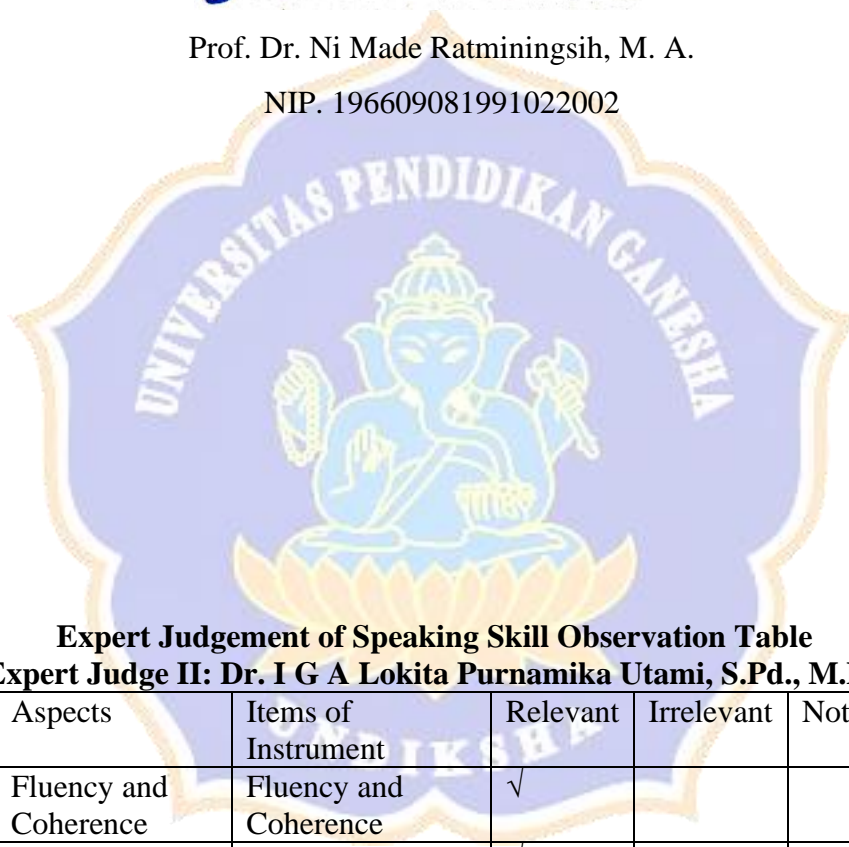 Prof. Dr. Ni Made Ratminingsih, M. A.
NIP. 196609081991022002
UNIVERSITAS PENDIDIKAN GANESHA
UNDIKSHA
Expert Judgement of Speaking Skill Observation Table
Expert Judge II: Dr. I G A Lokita Purnamika Utami, S.Pd.,
Aspects Items of Instrument Relevant Irrelevant
Fluency and Coherence Fluency and Coherence √